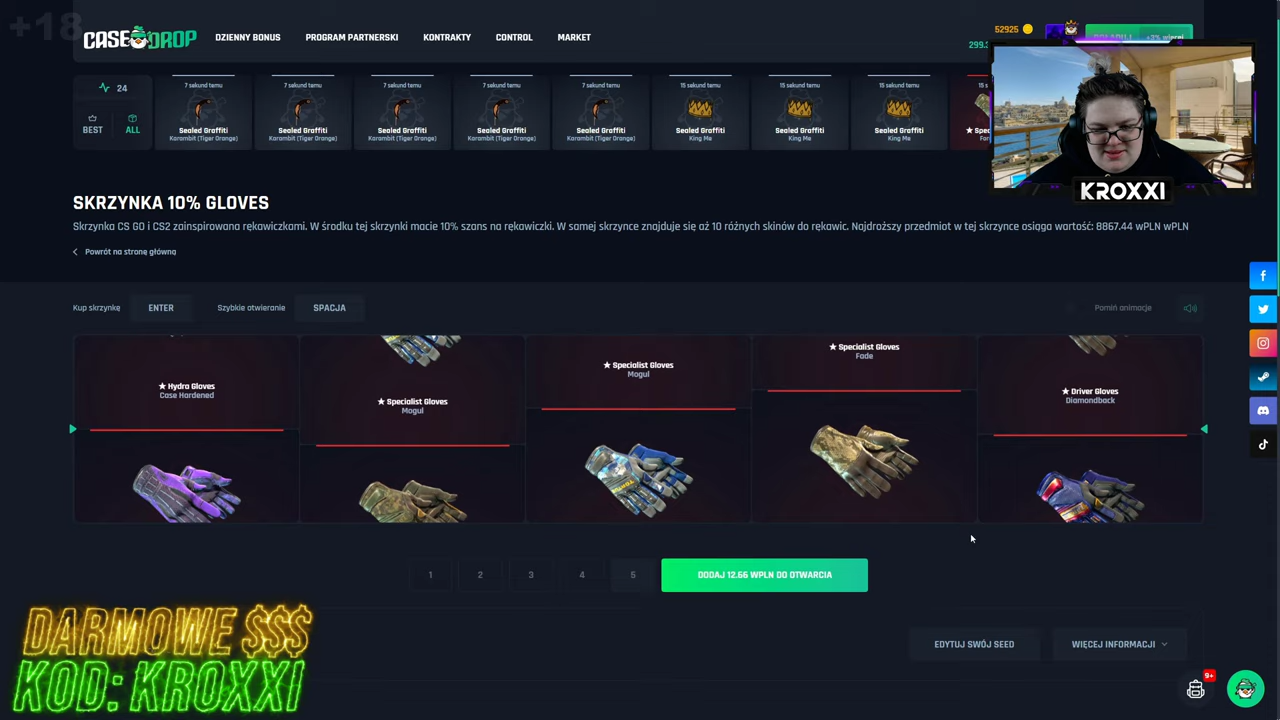 +18
CASE DROP
DZIENNY BONUS
PROGRAM PARTNERSKI
KONTRAKTY
CONTROL
MARKET
52925
24
BEST
ALL
7 sekund temu
Sealed Graffiti
Karambit (Tiger Orange)
7 sekund temu
Sealed Graffiti
Karambit (Tiger Orange)
7 sekund temu
Sealed Graffiti
Karambit (Tiger Orange)
7 sekund temu
Sealed Graffiti
Karambit (Tiger Orange)
7 sekund temu
Sealed Graffiti
Karambit (Tiger Orange)
15 sekund temu
Sealed Graffiti
King Me
15 sekund temu
Sealed Graffiti
King Me
15 sekund temu
Sealed Graffiti
King Me
KROXXI
SKRZYNKA 10% GLOVES
Skrzynka CS GO i CS2 zainspirowana rękawiczkami. W środku tej skrzynki macie 10% szans na rękawiczki. W samej skrzynce znajduje się aż 10 różnych skinów do rękawic. Najdroższy przedmiot w tej skrzynce osiąga wartość: 8867.44 wPLN wPLN
Powrót na stronę główną
Kup skrzynkę
ENTER
Szybkie otwieranie
SPACJA
Pomiń animacje
★ Hydra Gloves
Case Hardened
★ Specialist Gloves
Mogul
★ Specialist Gloves
Mogul
★ Specialist Gloves
Fade
★ Driver Gloves
Diamondback
1
2
3
4
5
DODAJ 12.66 WPLN DO OTWARCIA
DARMOWE $$$
KOD: KROXXI
EDYTUJ SWÓJ SEED
WIĘCEJ INFORMACJI
9+